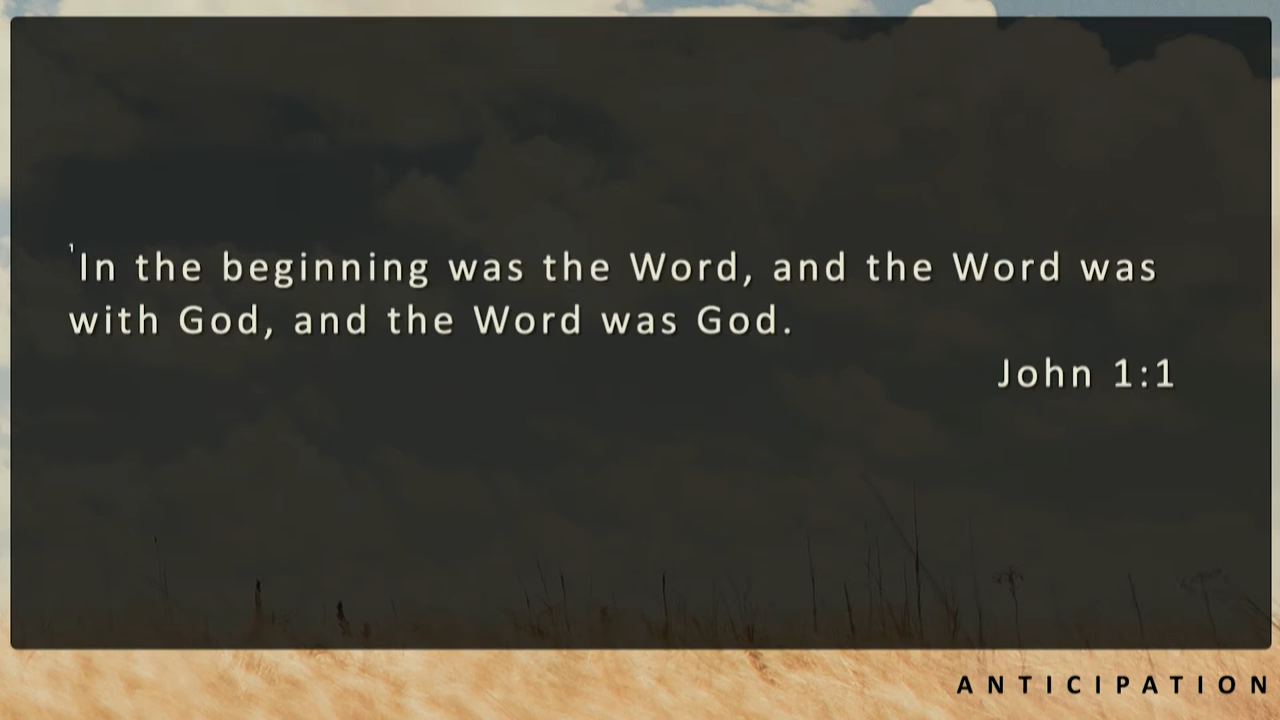 ¹In the beginning was the Word, and the Word was
with God, and the Word was God.
John 1:1
ANTICIPATION